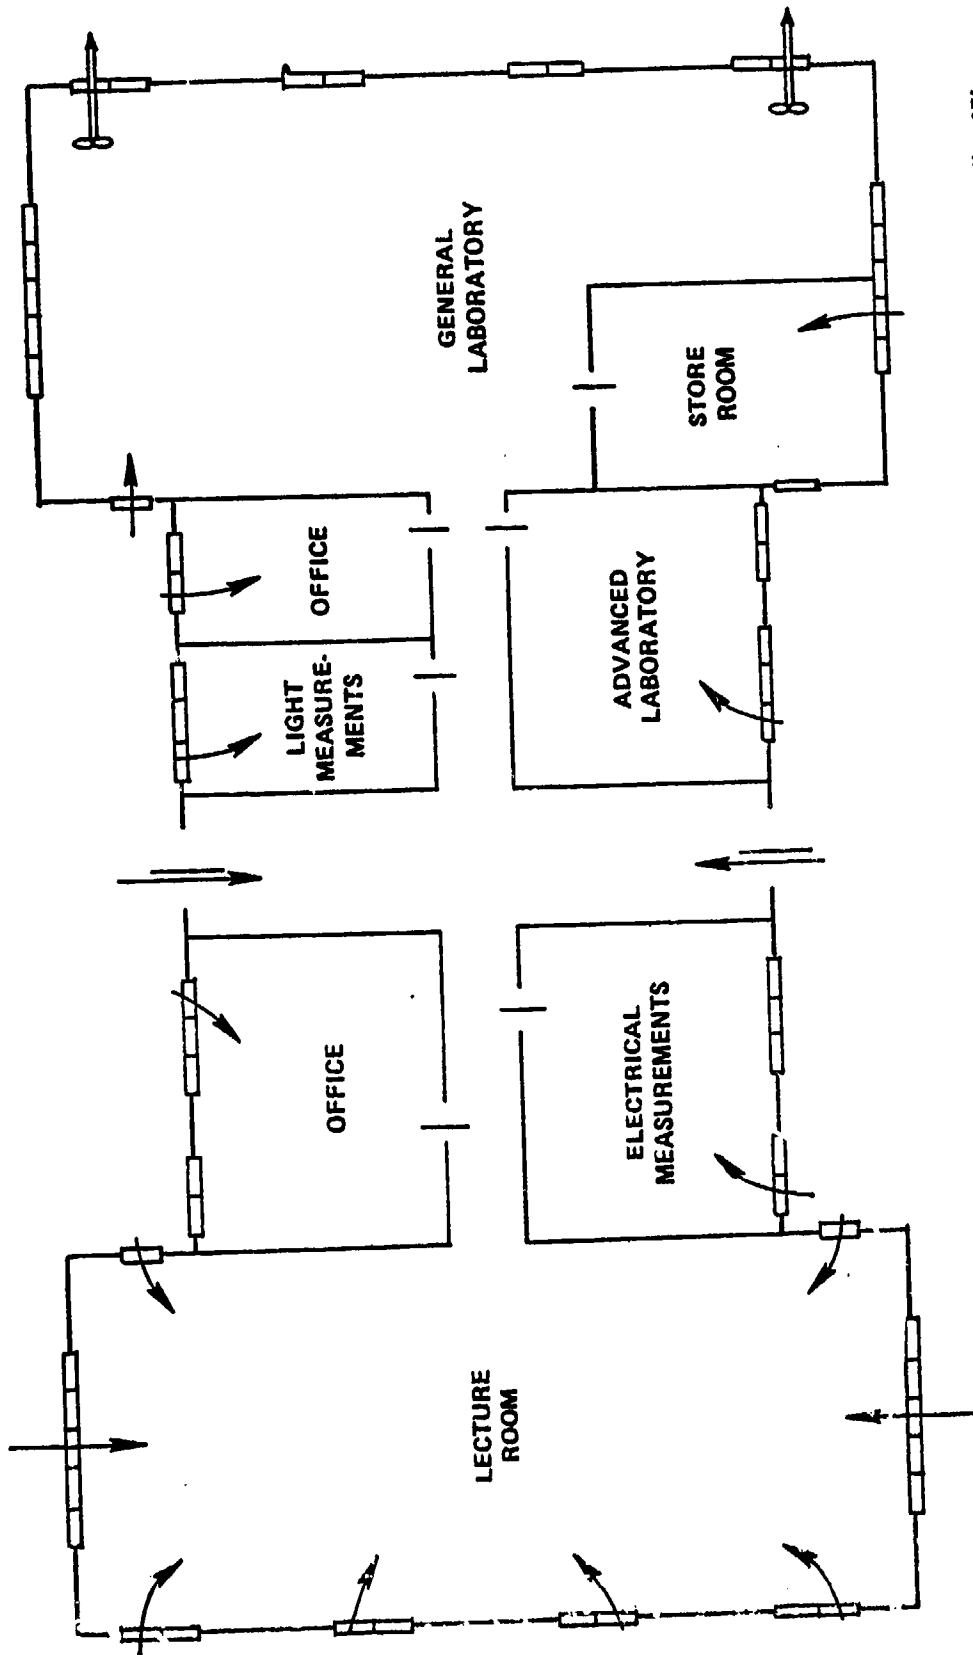 GENERAL
LABORATORY
STORE
ROOM
OFFICE
LIGHT
MEASURE-
MENTS
ADVANCED
LABORATORY
OFFICE
ELECTRICAL
MEASUREMENTS
LECTURE
ROOM